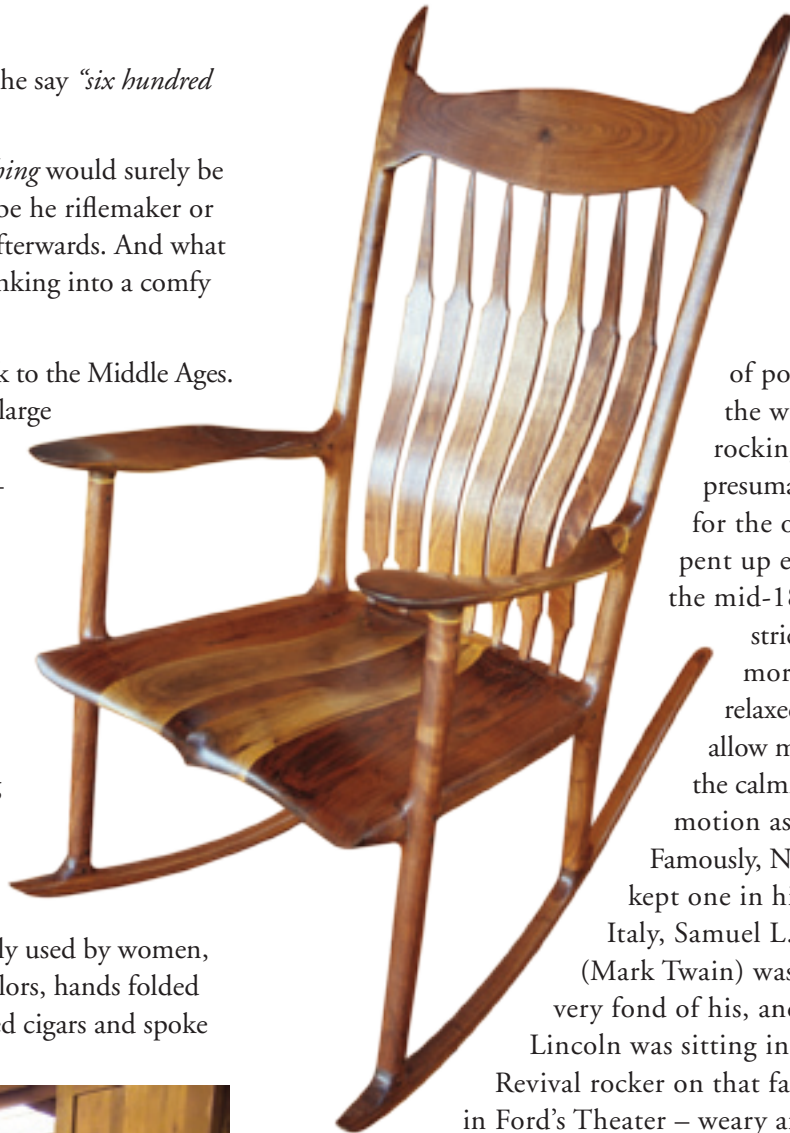 he say “six hundred
would surely be
be he riflemaker or
fterwards. And what
nking into a comfy
k to the Middle Ages.
large
-
ly used by women,
lors, hands folded
ed cigars and spoke
of po
the w
rockin
presuma
for the o
pent up e
the mid-18
stric
mor
relaxed
allow m
the calm
motion as
Famously, N
kept one in hi
Italy, Samuel L.
(Mark Twain) was
very fond of his, and
Lincoln was sitting in
Revival rocker on that fa
in Ford’s Theater – weary a